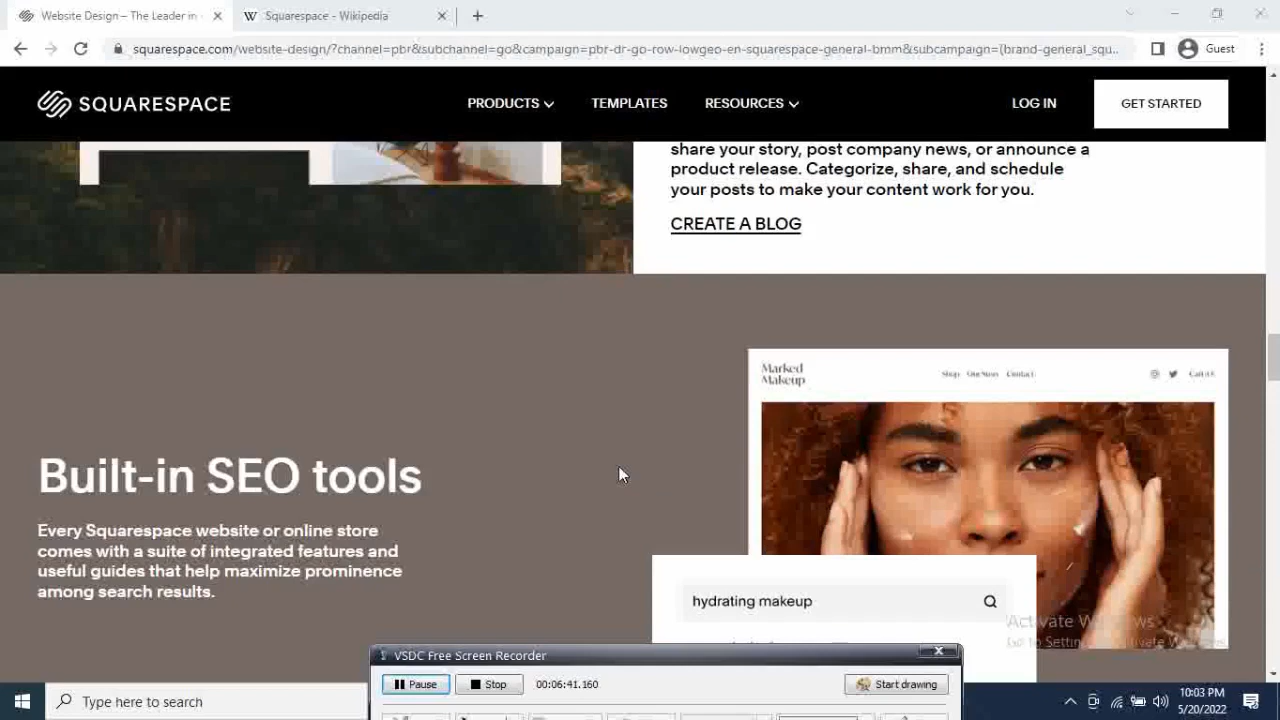 Website Design – The Leader in
Squarespace - Wikipedia
squarespace.com/website-design/?channel=pbr&subchannel=go&campaign=pbr-dr-go-row-lowgeo-en-squarespace-general-bmm&subcampaign=(brand-general_squ...
Guest
SQUARESPACE
PRODUCTS
TEMPLATES
RESOURCES
LOG IN
GET STARTED
share your story, post company news, or announce a
product release. Categorize, share, and schedule
your posts to make your content work for you.
CREATE A BLOG
Marked
Makeup
Shop
Our Story
Contact
Built-in SEO tools
Every Squarespace website or online store
comes with a suite of integrated features and
useful guides that help maximize prominence
among search results.
hydrating makeup
Activate Windows
Go to Settings to activate Windows.
VSDC Free Screen Recorder
Pause
Stop
00:06:41.160
Start drawing
Type here to search
10:03 PM
5/20/2022